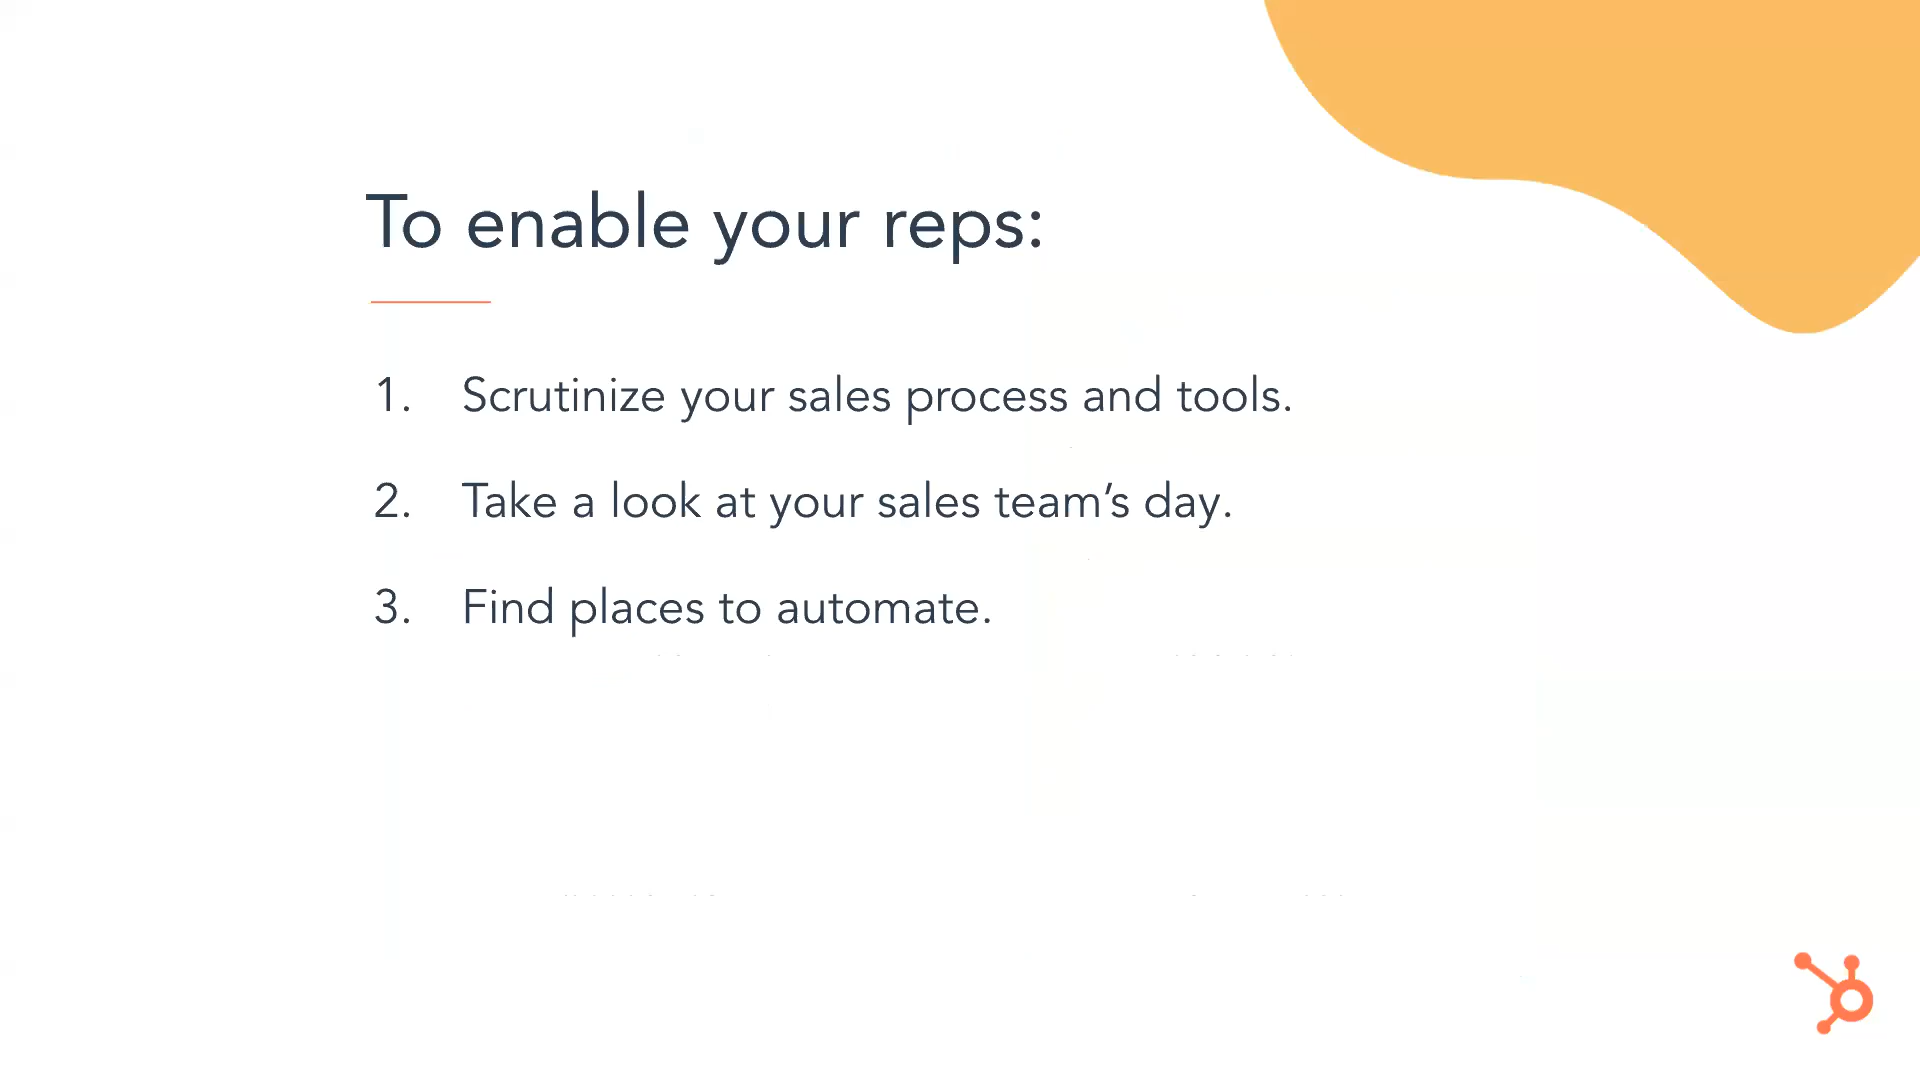 To enable your reps:
1. Scrutinize your sales process and tools.
2. Take a look at your sales team’s day.
3. Find places to automate.